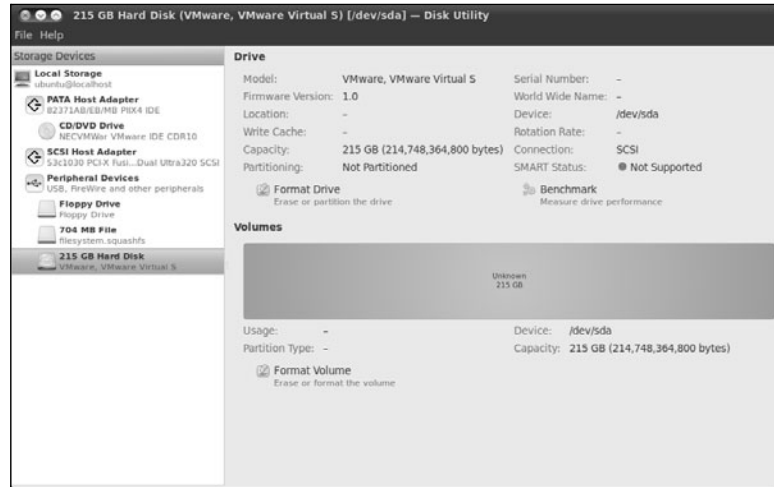 215 GB Hard Disk (VMware, VMware Virtual S) [/dev/sda] — Disk Utility
File Help
Storage Devices
Local Storage
ubuntu@localhost
PATA Host Adapter
82371AB/EB/MB PIIX4 IDE
CD/DVD Drive
NECVMWar VMware IDE CDR10
SCSI Host Adapter
53c1030 PCI-X Fusi...Dual Ultra320 SCSI
Peripheral Devices
USB, FireWire and other peripherals
Floppy Drive
Floppy Drive
704 MB File
filesystem.squashfs
215 GB Hard Disk
VMware, VMware Virtual S
Drive
Model: VMware, VMware Virtual S Serial Number: –
Firmware Version: 1.0 World Wide Name: –
Location: – Device: /dev/sda
Write Cache: – Rotation Rate: –
Capacity: 215 GB (214,748,364,800 bytes) Connection: SCSI
Partitioning: Not Partitioned SMART Status: Not Supported
Format Drive Benchmark
Erase or partition the drive Measure drive performance
Volumes
Unknown
215 GB
Usage: – Device: /dev/sda
Partition Type: – Capacity: 215 GB (214,748,364,800 bytes)
Format Volume
Erase or format the volume